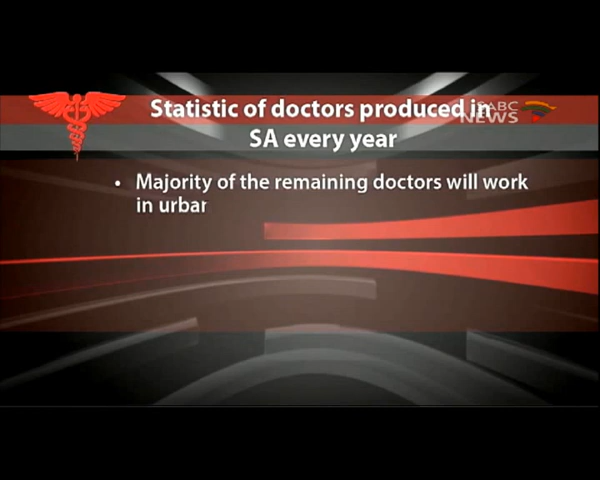 Statistic of doctors produced in
SA every year
SABC
NEWS
• Majority of the remaining doctors will work
in urbar